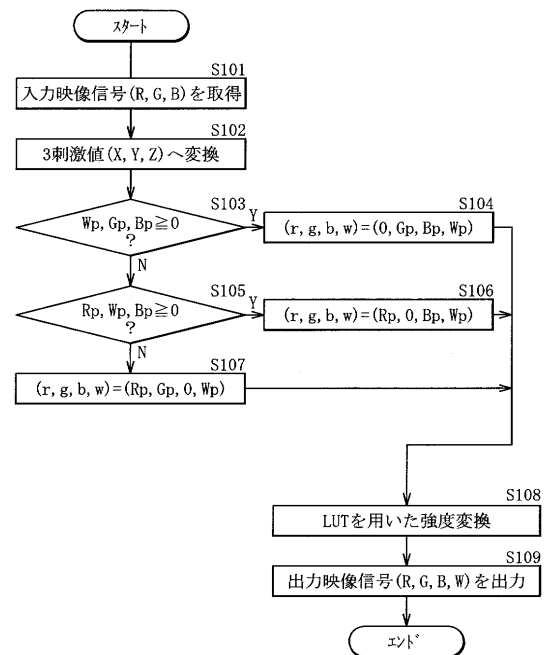 スタート
S101
入力映像信号(R,G,B)を取得
S102
3刺激値(X,Y,Z)へ変換
S103
Wp,Gp,Bp≧0
?
Y
N
S104
(r,g,b,w)=(0,Gp,Bp,Wp)
S105
Rp,Wp,Bp≧0
?
Y
N
S106
(r,g,b,w)=(Rp,0,Bp,Wp)
S107
(r,g,b,w)=(Rp,Gp,0,Wp)
S108
LUTを用いた強度変換
S109
出力映像信号(R,G,B,W)を出力
エンド